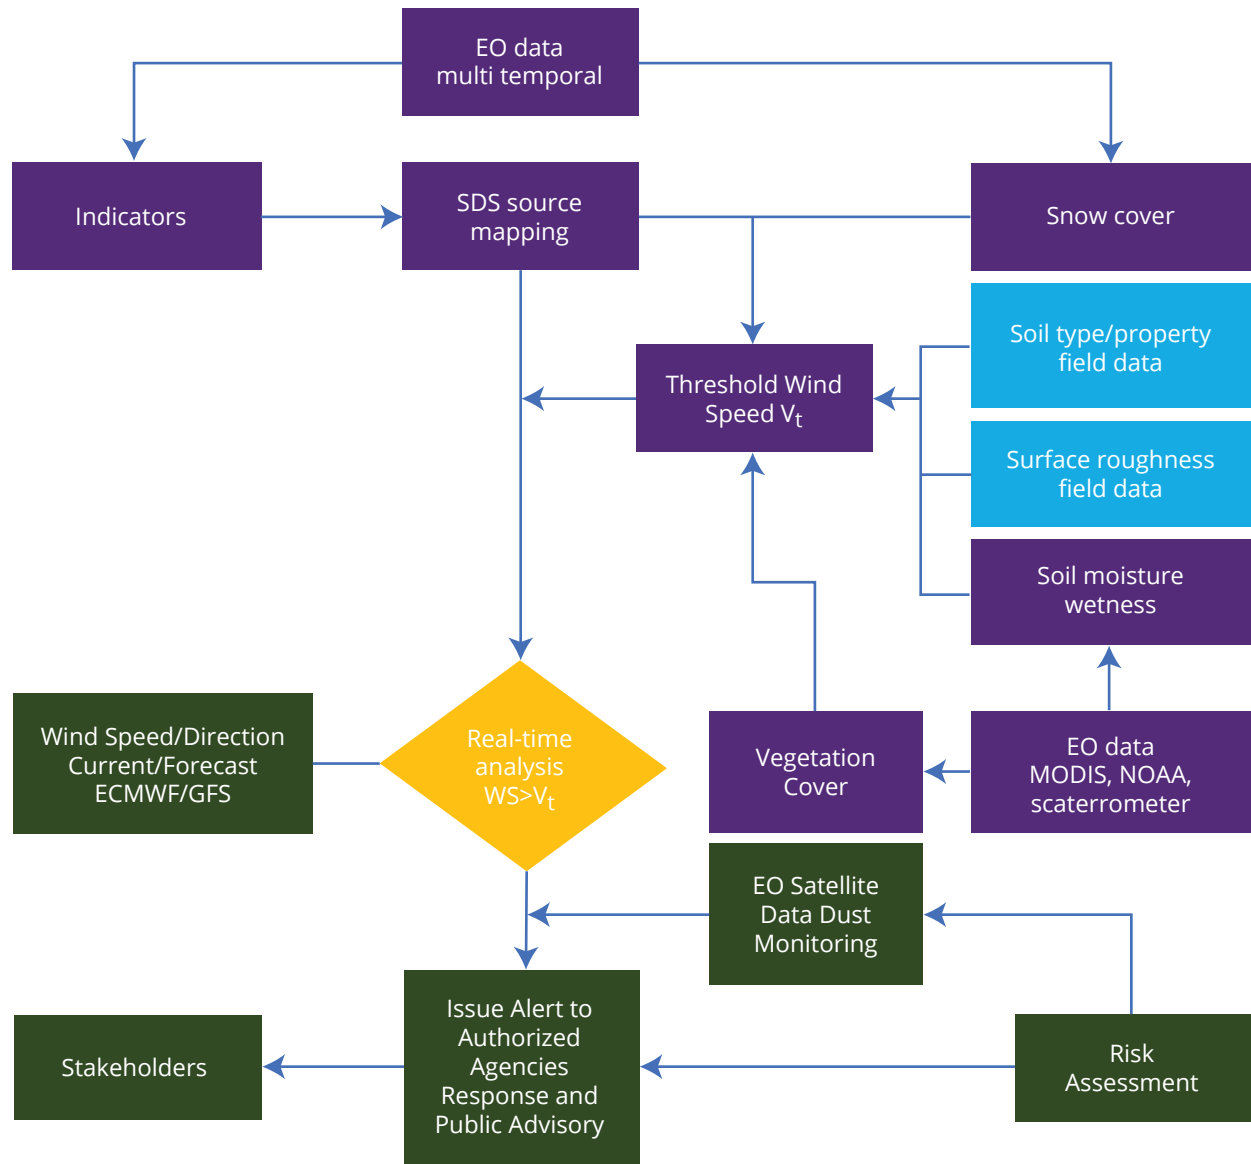 EO data
multi temporal
Indicators
SDS source
mapping
Snow cover
Soil type/property
field data
Threshold Wind
Speed Vt
Surface roughness
field data
Soil moisture
wetness
Wind Speed/Direction
Current/Forecast
ECMWF/GFS
Real-time
analysis
WS>Vt
Vegetation
Cover
EO data
MODIS, NOAA,
scaterrometer
EO Satellite
Data Dust
Monitoring
Stakeholders
Issue Alert to
Authorized
Agencies
Response and
Public Advisory
Risk
Assessment